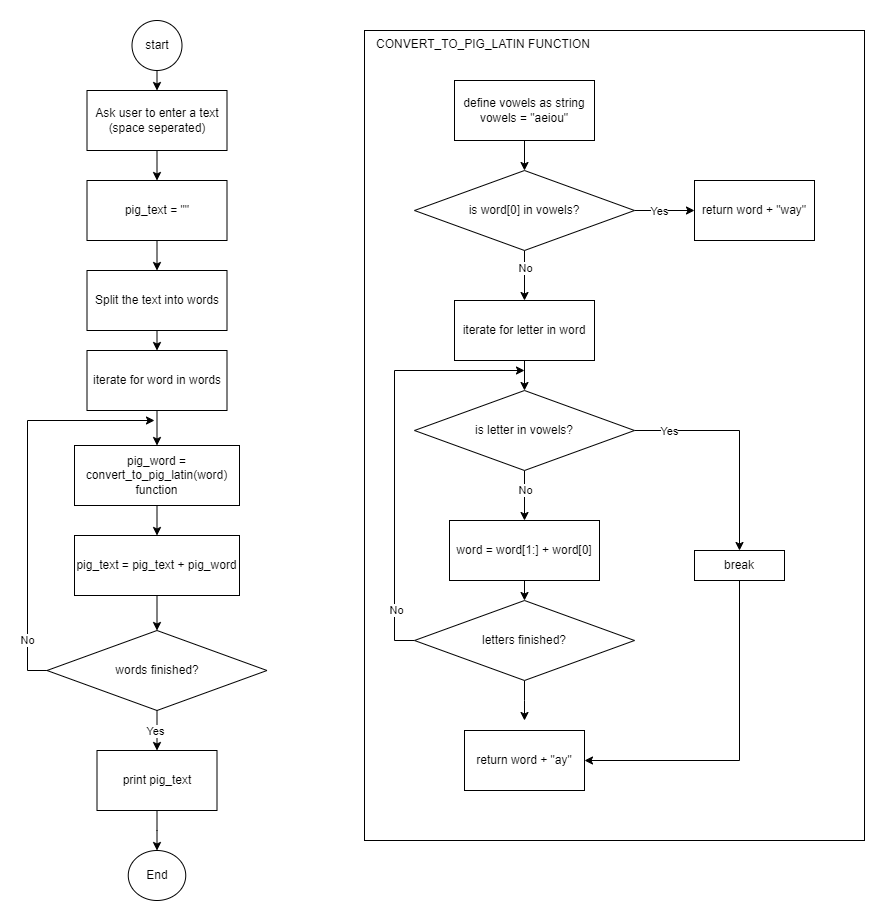 start
Ask user to enter a text
(space seperated)
pig_text = ""
Split the text into words
iterate for word in words
pig_word =
convert_to_pig_latin(word)
function
pig_text = pig_text + pig_word
No
words finished?
Yes
print pig_text
End
CONVERT_TO_PIG_LATIN FUNCTION
define vowels as string
vowels = "aeiou"
is word[0] in vowels?
Yes
return word + "way"
No
iterate for letter in word
is letter in vowels?
Yes
No
word = word[1:] + word[0]
break
No
letters finished?
return word + "ay"